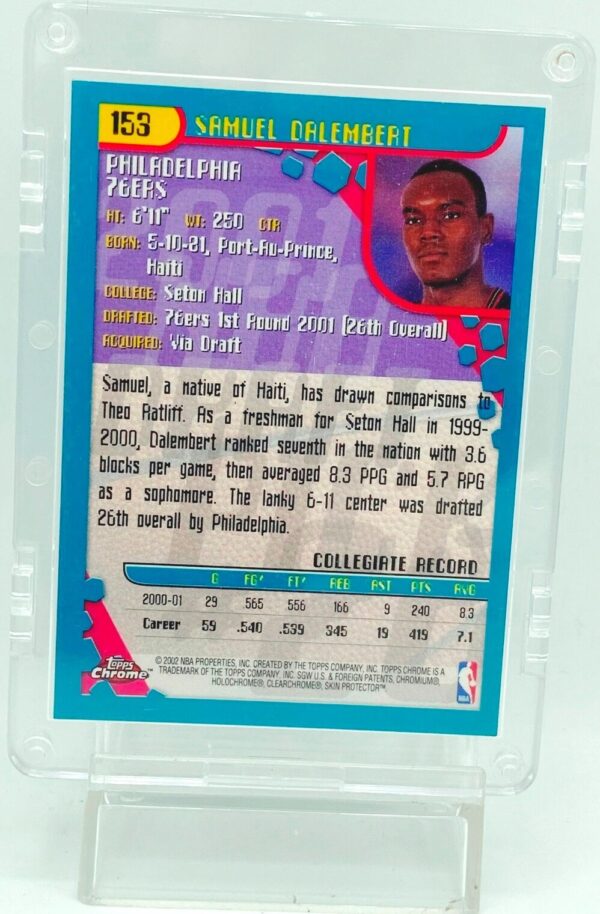 153 SAMUEL DALEMBERT
PHILADELPHIA
76ERS
HT: 6'11" WT: 250 CTR
BORN: 5-10-81, Port-Au-Prince,
Haiti
COLLEGE: Seton Hall
DRAFTED: 76ers 1st Round 2001 (26th Overall)
ACQUIRED: Via Draft
Samuel, a native of Haiti, has drawn comparisons to
Theo Ratliff. As a freshman for Seton Hall in 1999-
2000, Dalembert ranked seventh in the nation with 3.6
blocks per game, then averaged 8.3 PPG and 5.7 RPG
as a sophomore. The lanky 6-11 center was drafted
26th overall by Philadelphia.
COLLEGIATE RECORD
G FG% FT% REB AST PTS AVG
2000-01 29 .565 .556 166 9 240 8.3
Career 59 .540 .539 345 19 419 7.1
© 2002 NBA PROPERTIES, INC. CREATED BY THE TOPPS COMPANY, INC. TOPPS CHROME IS A
TRADEMARK OF THE TOPPS COMPANY, INC. SGW U.S. & FOREIGN PATENTS, CHROMIUM®,
HOLOCHROME®, CLEARCHROME®, SKIN PROTECTOR™.
Topps
Chrome™
NBA